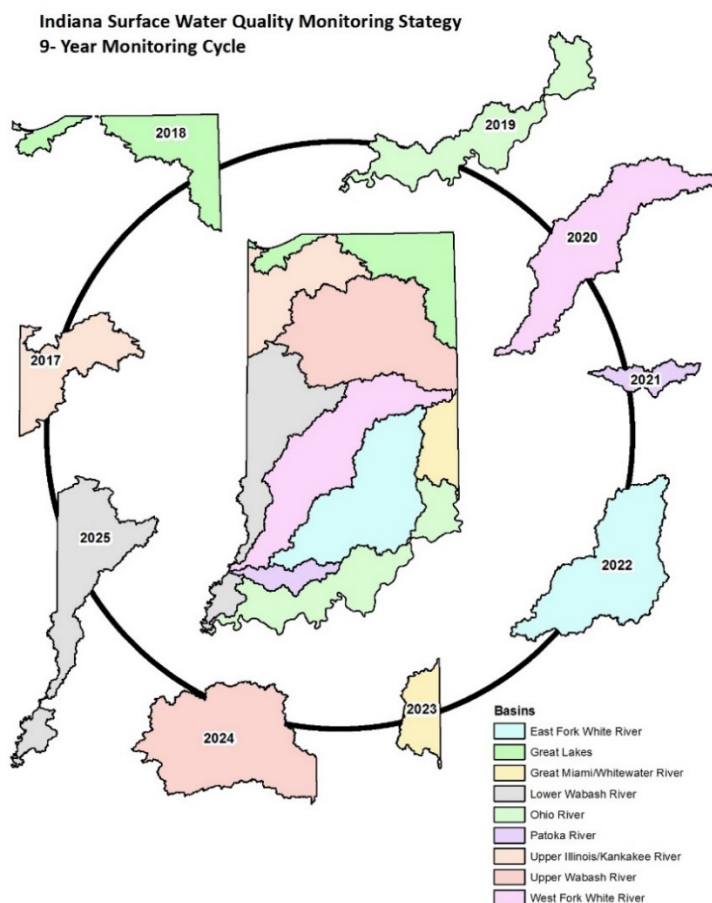 Indiana Surface Water Quality Monitoring Stategy
9- Year Monitoring Cycle
2018
2019
2020
2017
2021
2025
2022
2023
2024
Basins
East Fork White River
Great Lakes
Great Miami/Whitewater River
Lower Wabash River
Ohio River
Patoka River
Upper Illinois/Kankakee River
Upper Wabash River
West Fork White River